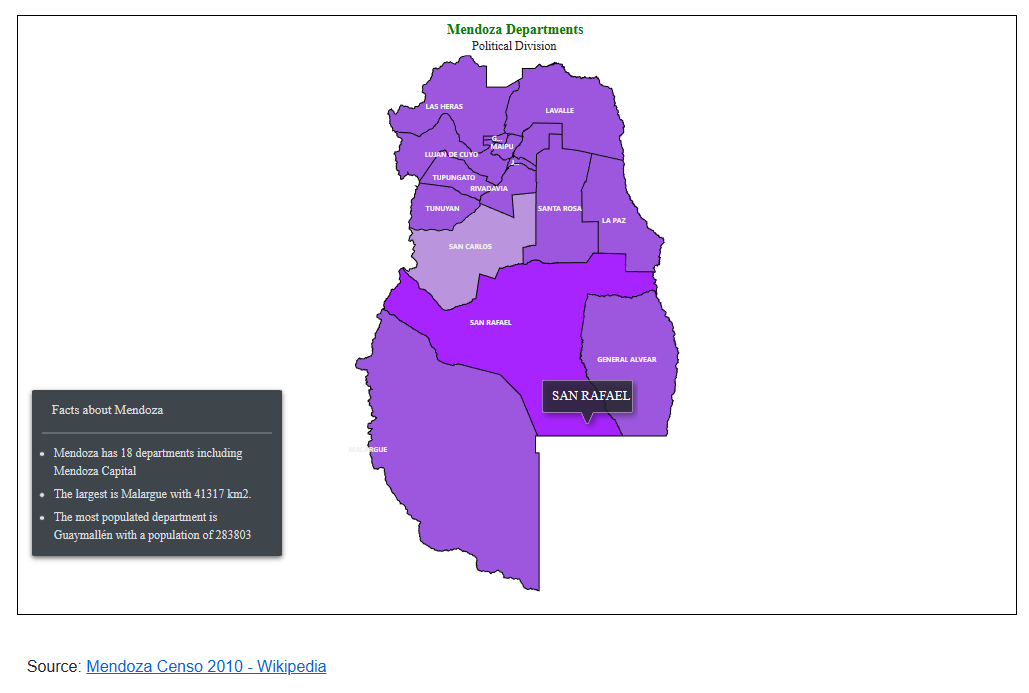 Mendoza Departments
Political Division
LAS HERAS
LAVALLE
G...
MAIPU
LUJAN DE CUYO
J...
TUPUNGATO
RIVADAVIA
TUNUYAN
SANTA ROSA
LA PAZ
SAN CARLOS
SAN RAFAEL
GENERAL ALVEAR
SAN RAFAEL
Facts about Mendoza
Mendoza has 18 departments including
Mendoza Capital
The largest is Malargue with 41317 km2.
The most populated department is
Guaymallén with a population of 283803
Source: Mendoza Censo 2010 - Wikipedia